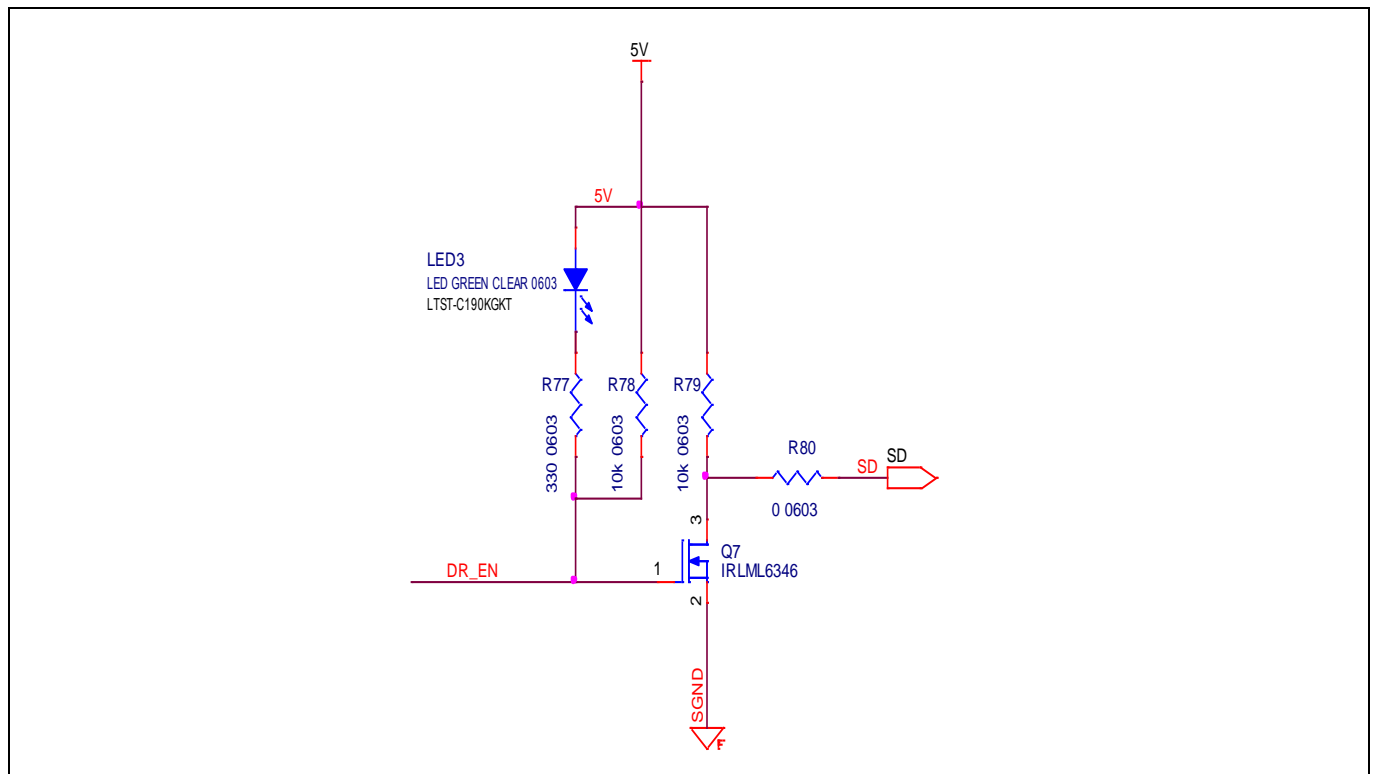 5V
5V
LED3
LED GREEN CLEAR 0603
LTST-C190KGKT
R77
R78
R79
330 0603
10k 0603
10k 0603
R80
SD
SD
0 0603
3
Q7
IRLML6346
1
DR_EN
2
SGND
F